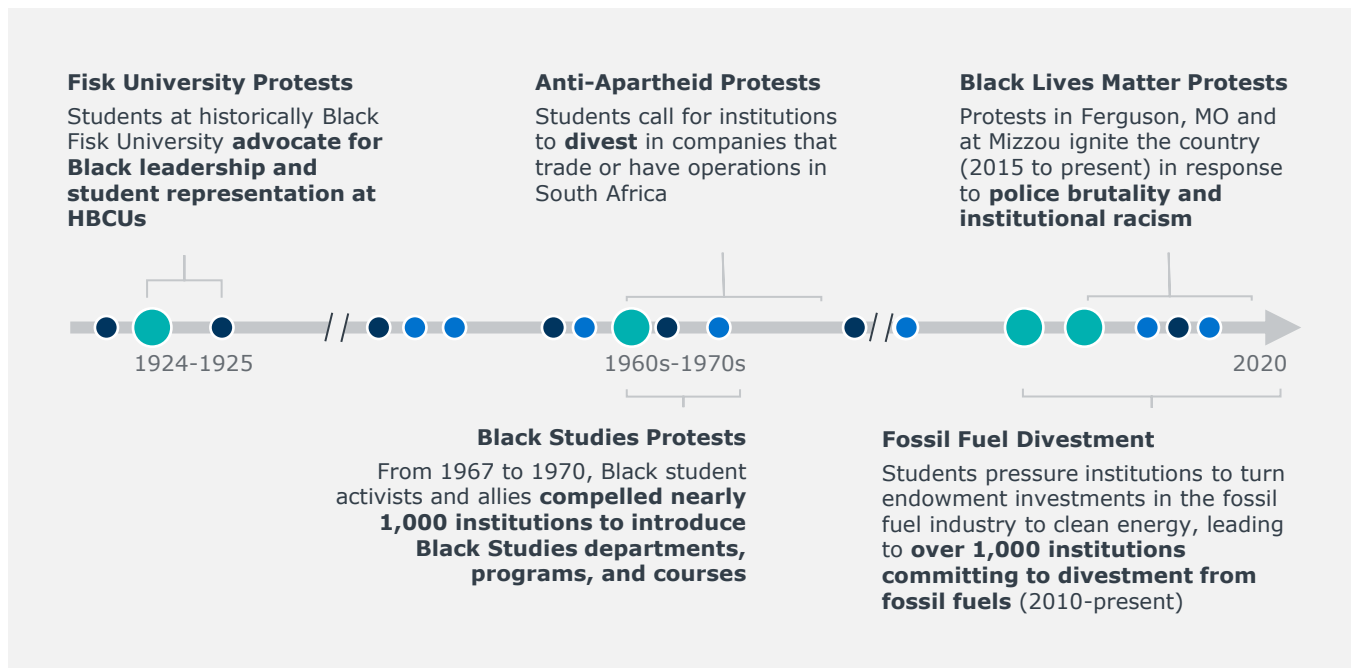 Fisk University Protests
Students at historically Black
Fisk University advocate for
Black leadership and
student representation at
HBCUs
Anti-Apartheid Protests
Students call for institutions
to divest in companies that
trade or have operations in
South Africa
Black Lives Matter Protests
Protests in Ferguson, MO and
at Mizzou ignite the country
(2015 to present) in response
to police brutality and
institutional racism
1924-1925
1960s-1970s
2020
Black Studies Protests
From 1967 to 1970, Black student
activists and allies compelled nearly
1,000 institutions to introduce
Black Studies departments,
programs, and courses
Fossil Fuel Divestment
Students pressure institutions to turn
endowment investments in the fossil
fuel industry to clean energy, leading
to over 1,000 institutions
committing to divestment from
fossil fuels (2010-present)